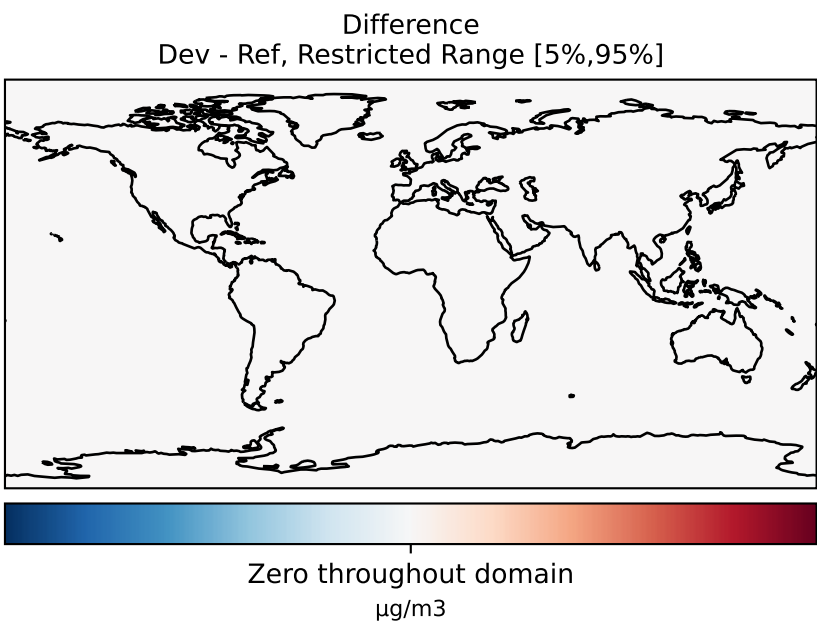 Difference
Dev - Ref, Restricted Range [5%,95%]
Zero throughout domain
μg/m3